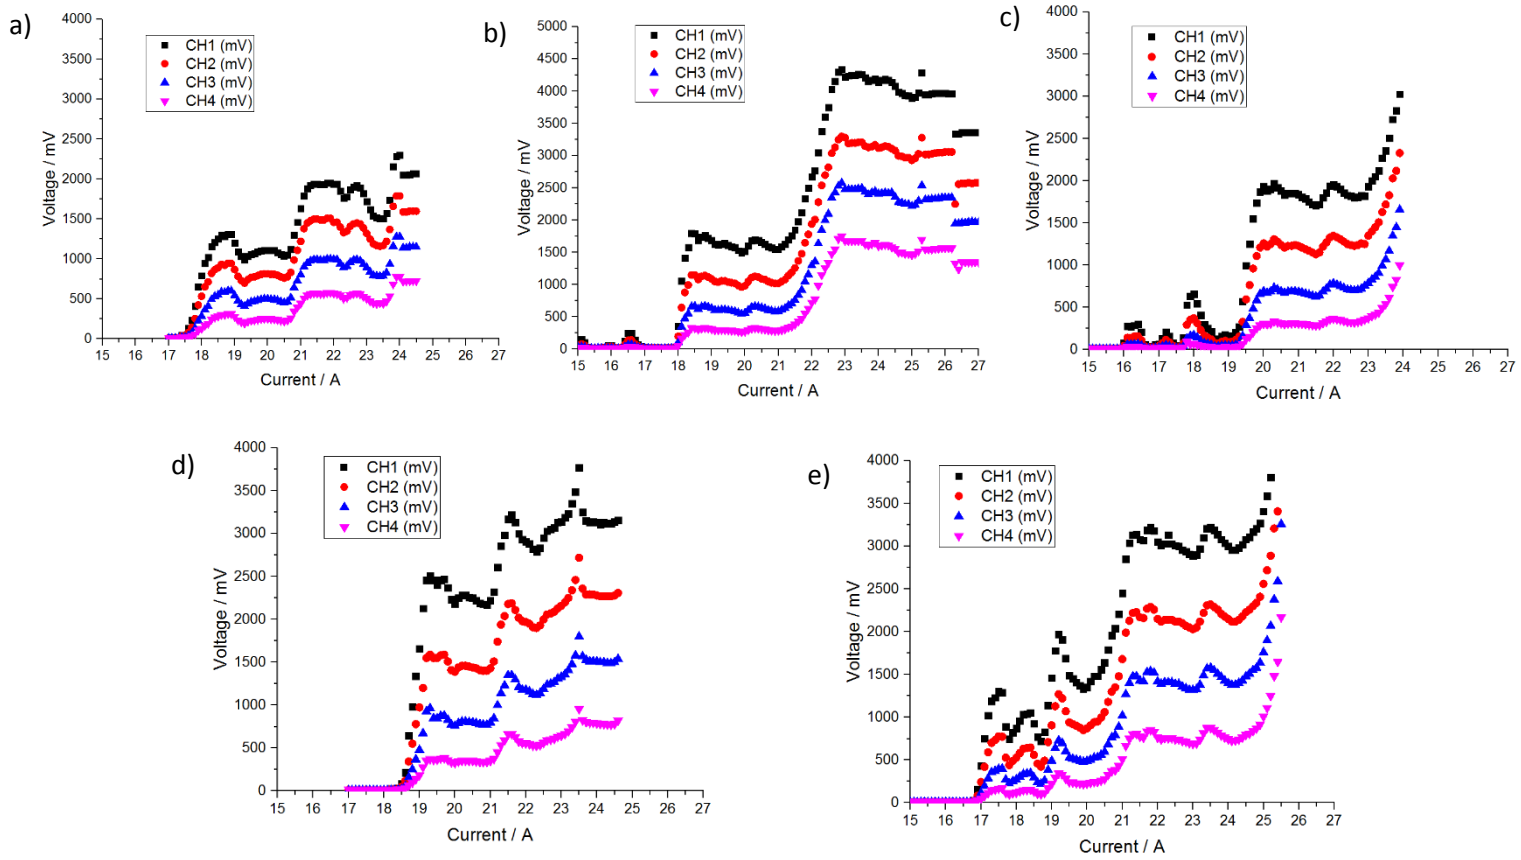 a)
4000
3500
3000
2500
2000
1500
1000
500
0
Voltage / mV
CH1 (mV)
CH2 (mV)
CH3 (mV)
CH4 (mV)
15 16 17 18 19 20 21 22 23 24 25 26 27
Current / A
b)
5000
4500
4000
3500
3000
2500
2000
1500
1000
500
0
Voltage / mV
CH1 (mV)
CH2 (mV)
CH3 (mV)
CH4 (mV)
15 16 17 18 19 20 21 22 23 24 25 26 27
Current / A
c)
4000
3500
3000
2500
2000
1500
1000
500
0
Voltage / mV
CH1 (mV)
CH2 (mV)
CH3 (mV)
CH4 (mV)
15 16 17 18 19 20 21 22 23 24 25 26 27
Current / A
d)
4000
3500
3000
2500
2000
1500
1000
500
0
Voltage / mV
CH1 (mV)
CH2 (mV)
CH3 (mV)
CH4 (mV)
15 16 17 18 19 20 21 22 23 24 25 26 27
Current / A
e)
4000
3500
3000
2500
2000
1500
1000
500
0
Voltage / mV
CH1 (mV)
CH2 (mV)
CH3 (mV)
CH4 (mV)
15 16 17 18 19 20 21 22 23 24 25 26 27
Current / A